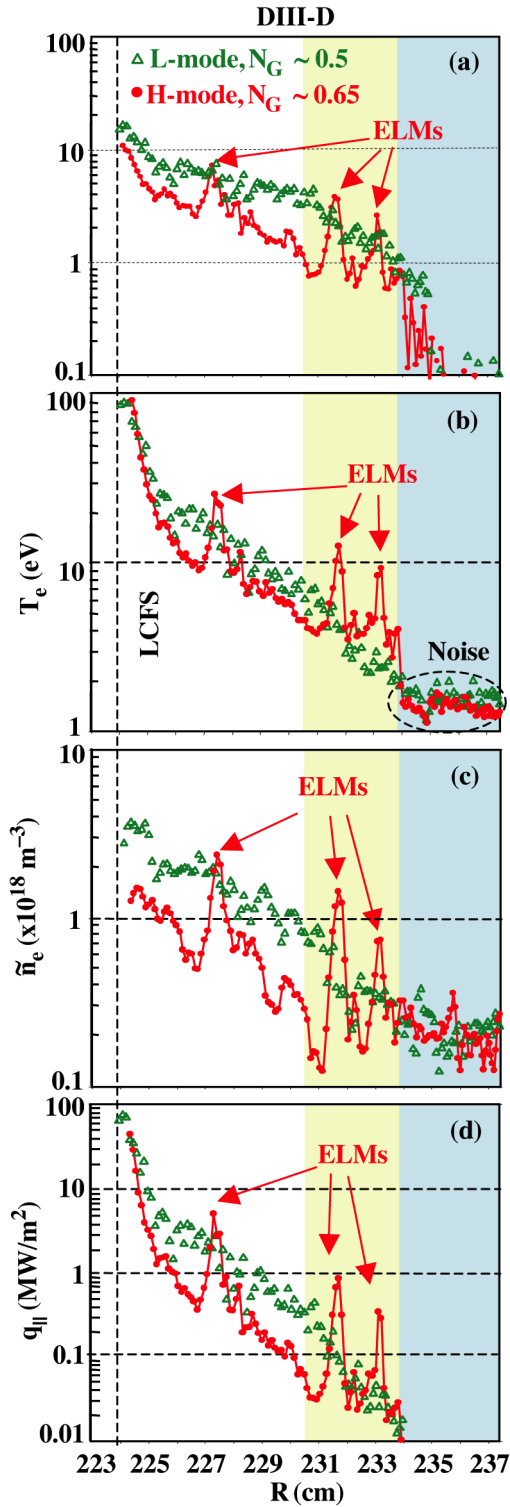 DIII-D
100
(a)
L-mode, N_G ~ 0.5
H-mode, N_G ~ 0.65
ELMs
10
1
0.1
100
(b)
ELMs
10
T_e (eV)
LCFS
Noise
1
10
(c)
ELMs
ñ_e (x10^18 m^−3)
1
0.1
100
(d)
ELMs
10
q_|| (MW/m^2)
1
0.1
0.01
223 225 227 229 231 233 235 237
R (cm)